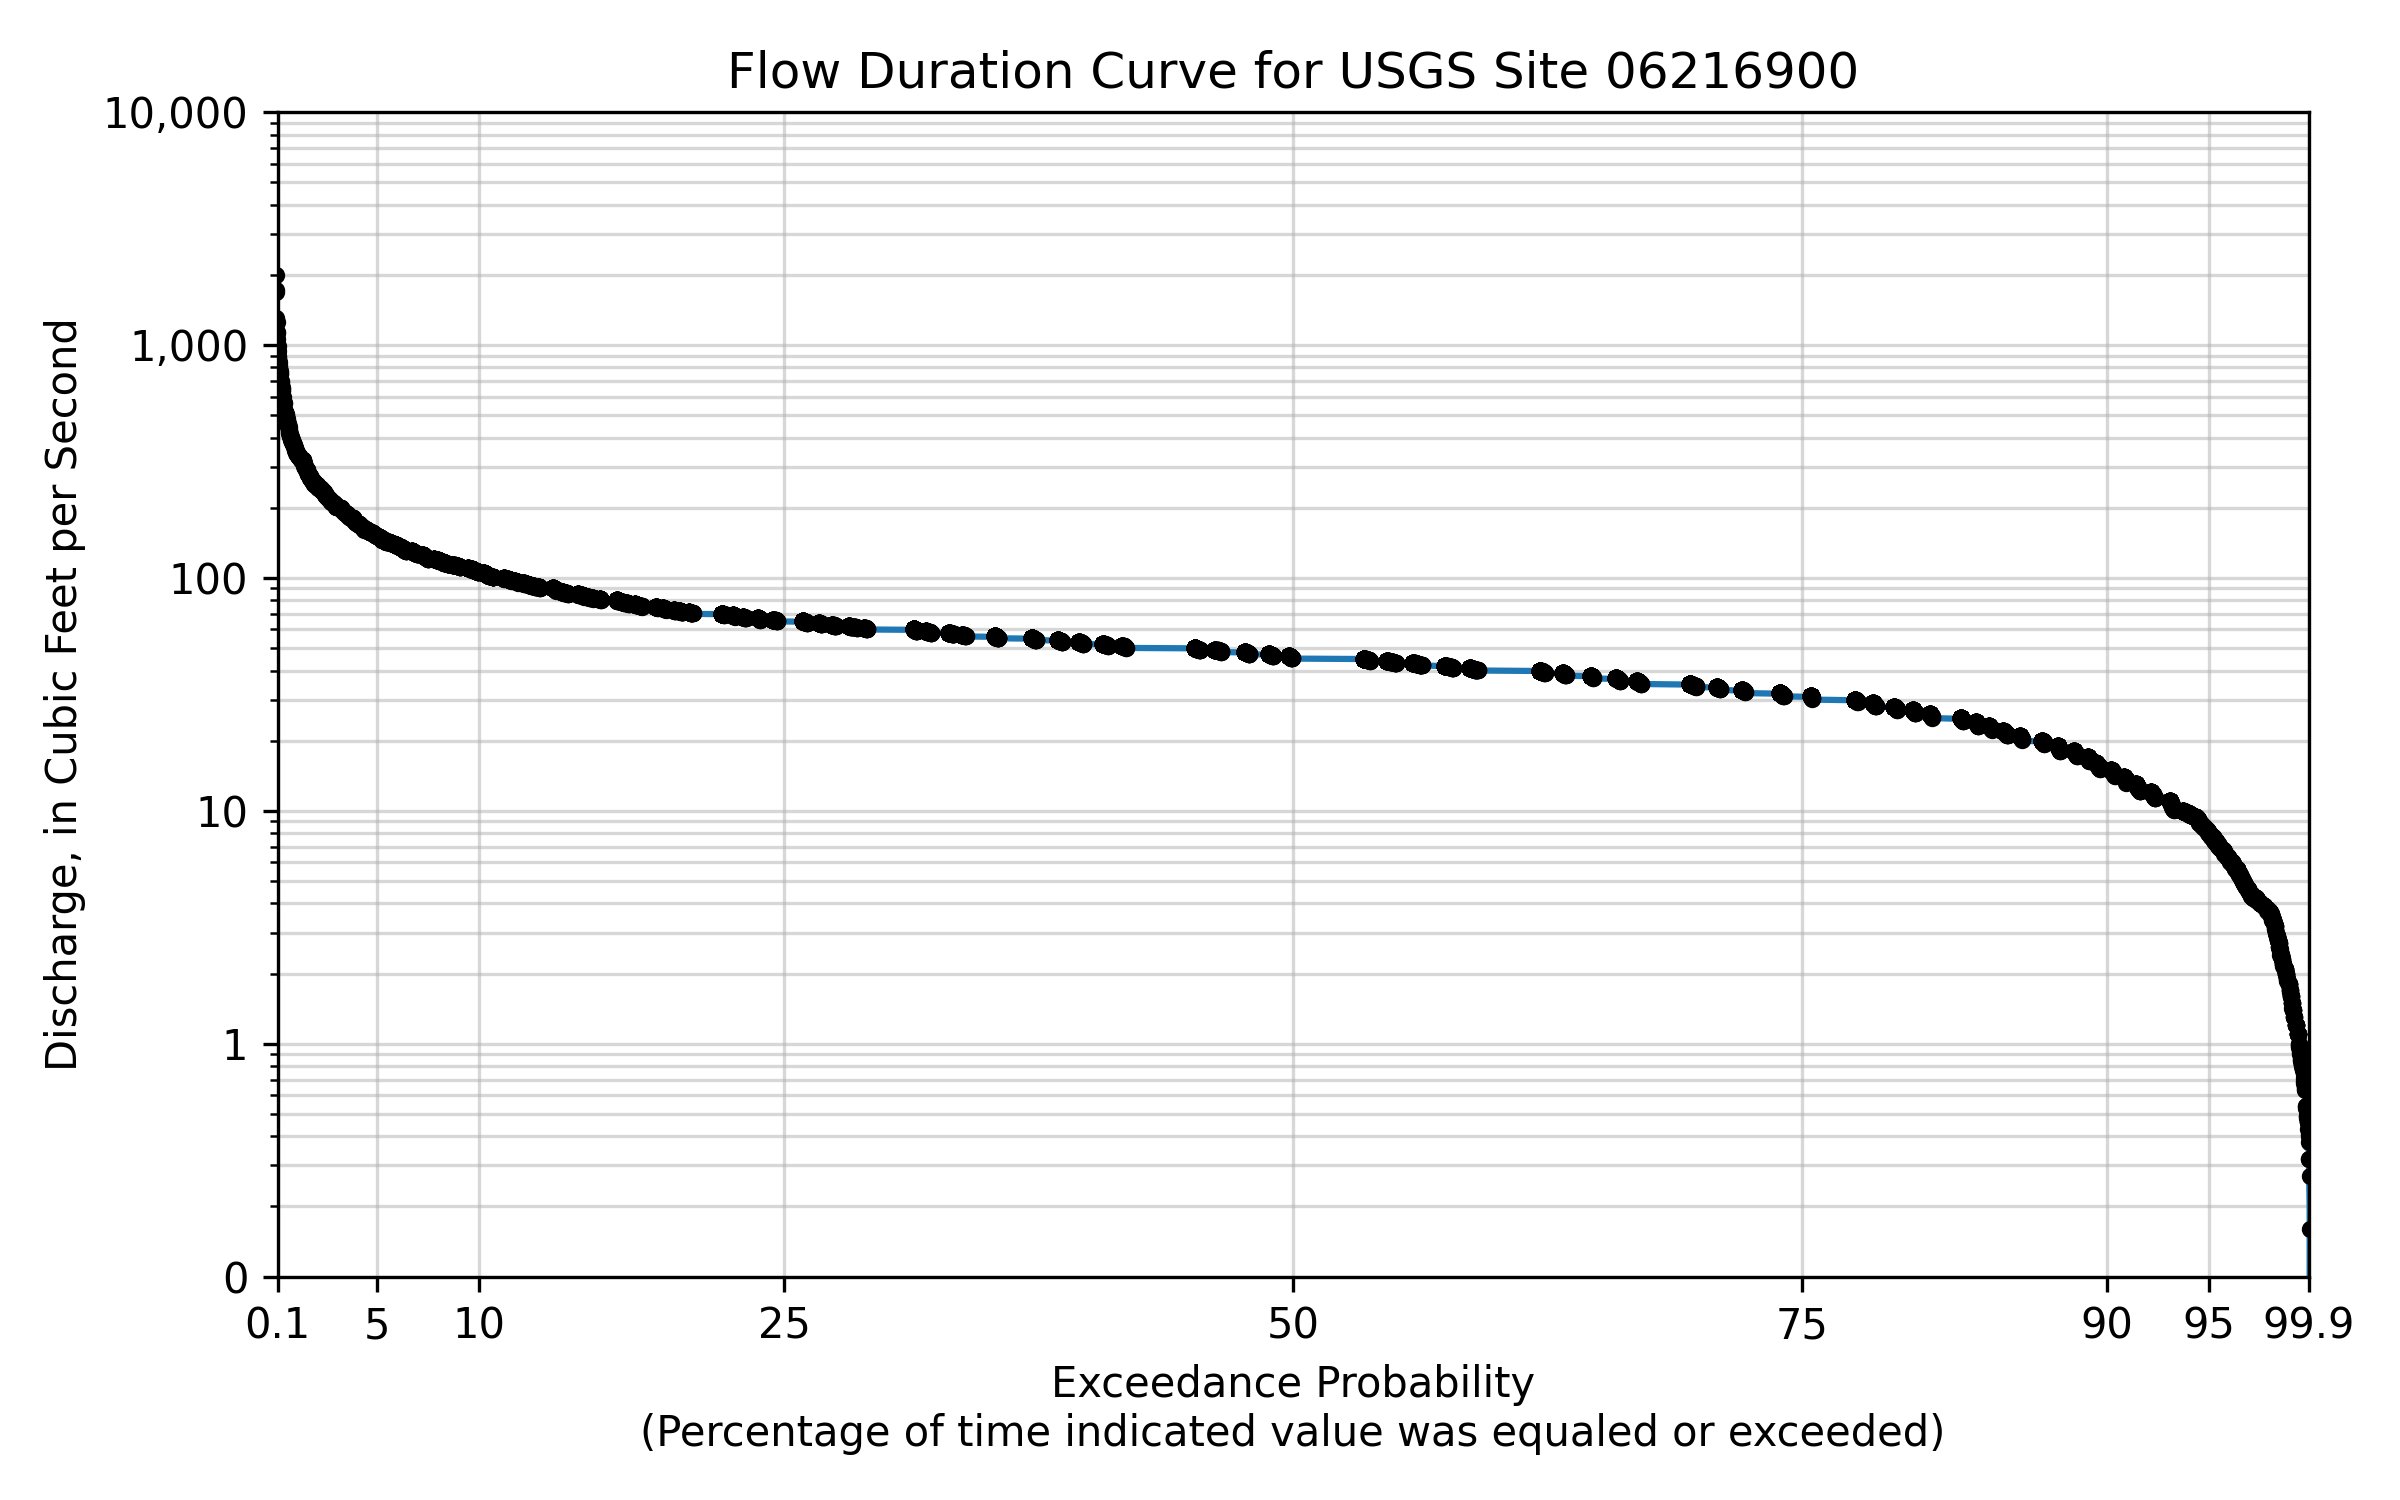 Flow Duration Curve for USGS Site 06216900
10,000
1,000
100
10
1
0
Discharge, in Cubic Feet per Second
0.1 5 10 25 50 75 90 95 99.9
Exceedance Probability
(Percentage of time indicated value was equaled or exceeded)